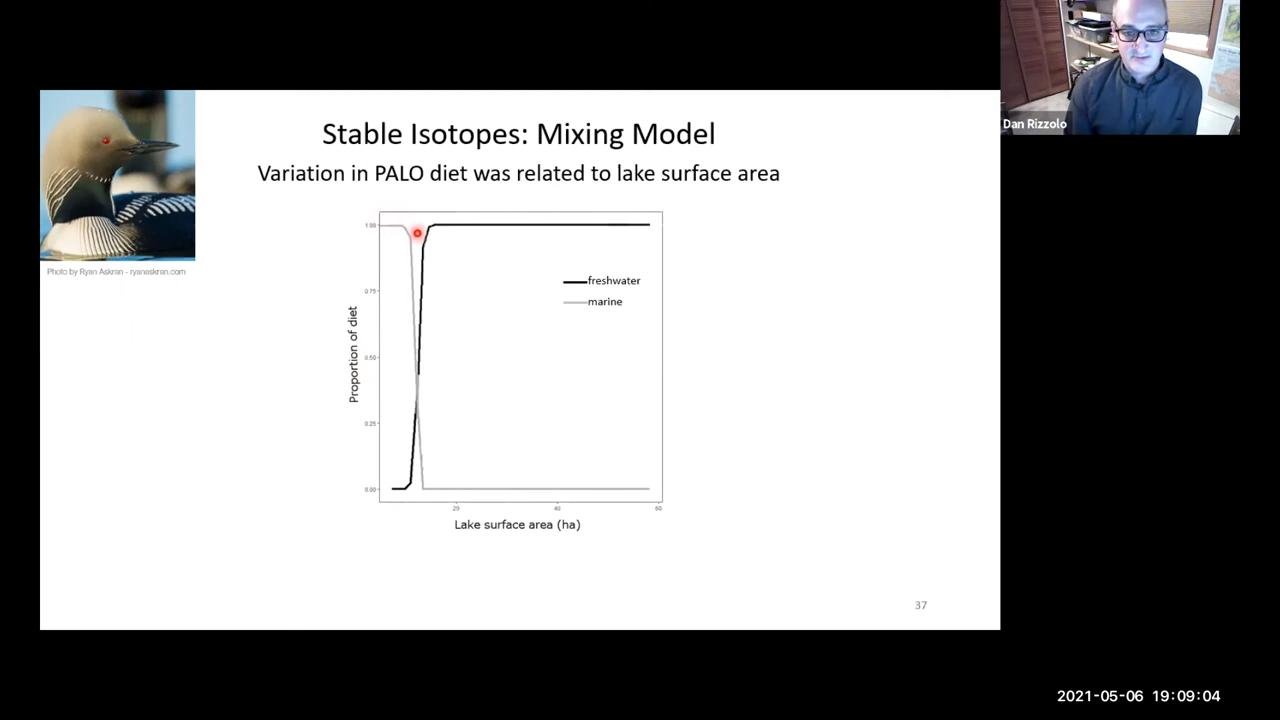 Dan Rizzolo
Stable Isotopes: Mixing Model
Variation in PALO diet was related to lake surface area
Photo by Ryan Askran - ryanaskran.com
1.00
0.75
0.50
0.25
0.00
Proportion of diet
freshwater
marine
20
40
60
Lake surface area (ha)
37
2021-05-06 19:09:04